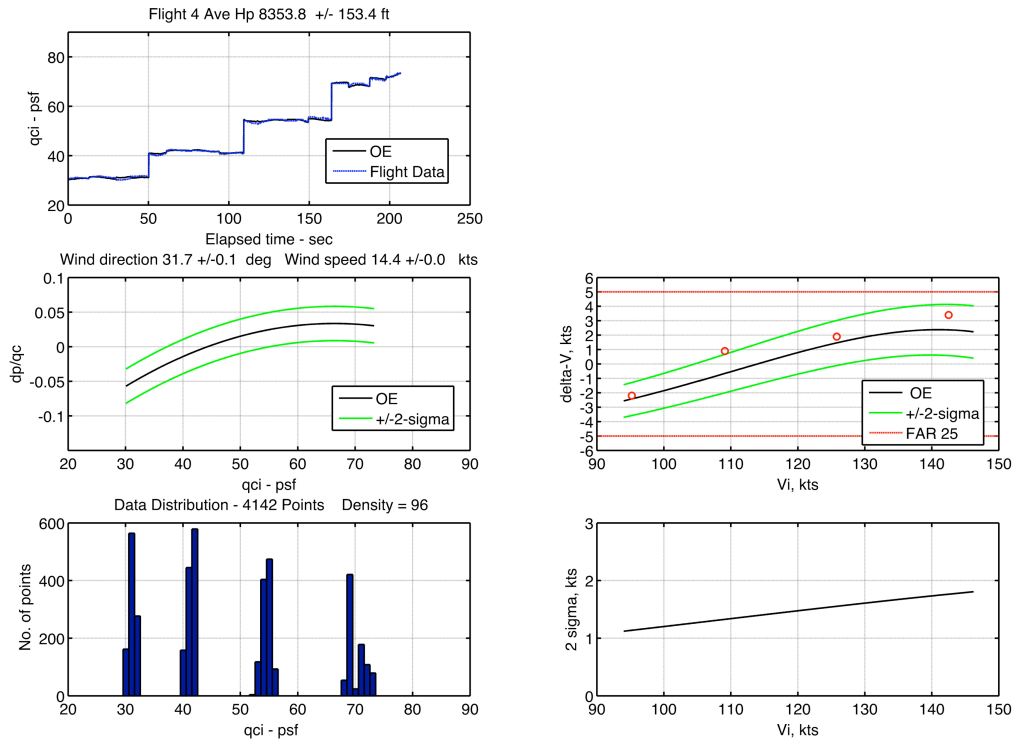 Flight 4 Ave Hp 8353.8 +/- 153.4 ft
80
60
40
20
qci - psf
OE
Flight Data
0 50 100 150 200 250
Elapsed time - sec
Wind direction 31.7 +/-0.1 deg Wind speed 14.4 +/-0.0 kts
0.1
0.05
0
-0.05
-0.1
dp/qc
OE
+/-2-sigma
20 30 40 50 60 70 80 90
qci - psf
6
5
4
3
2
1
0
-1
-2
-3
-4
-5
-6
delta-V, kts
OE
+/-2-sigma
FAR 25
90 100 110 120 130 140 150
Vi, kts
Data Distribution - 4142 Points Density = 96
600
400
200
0
No. of points
20 30 40 50 60 70 80 90
qci - psf
3
2
1
0
2 sigma, kts
90 100 110 120 130 140 150
Vi, kts